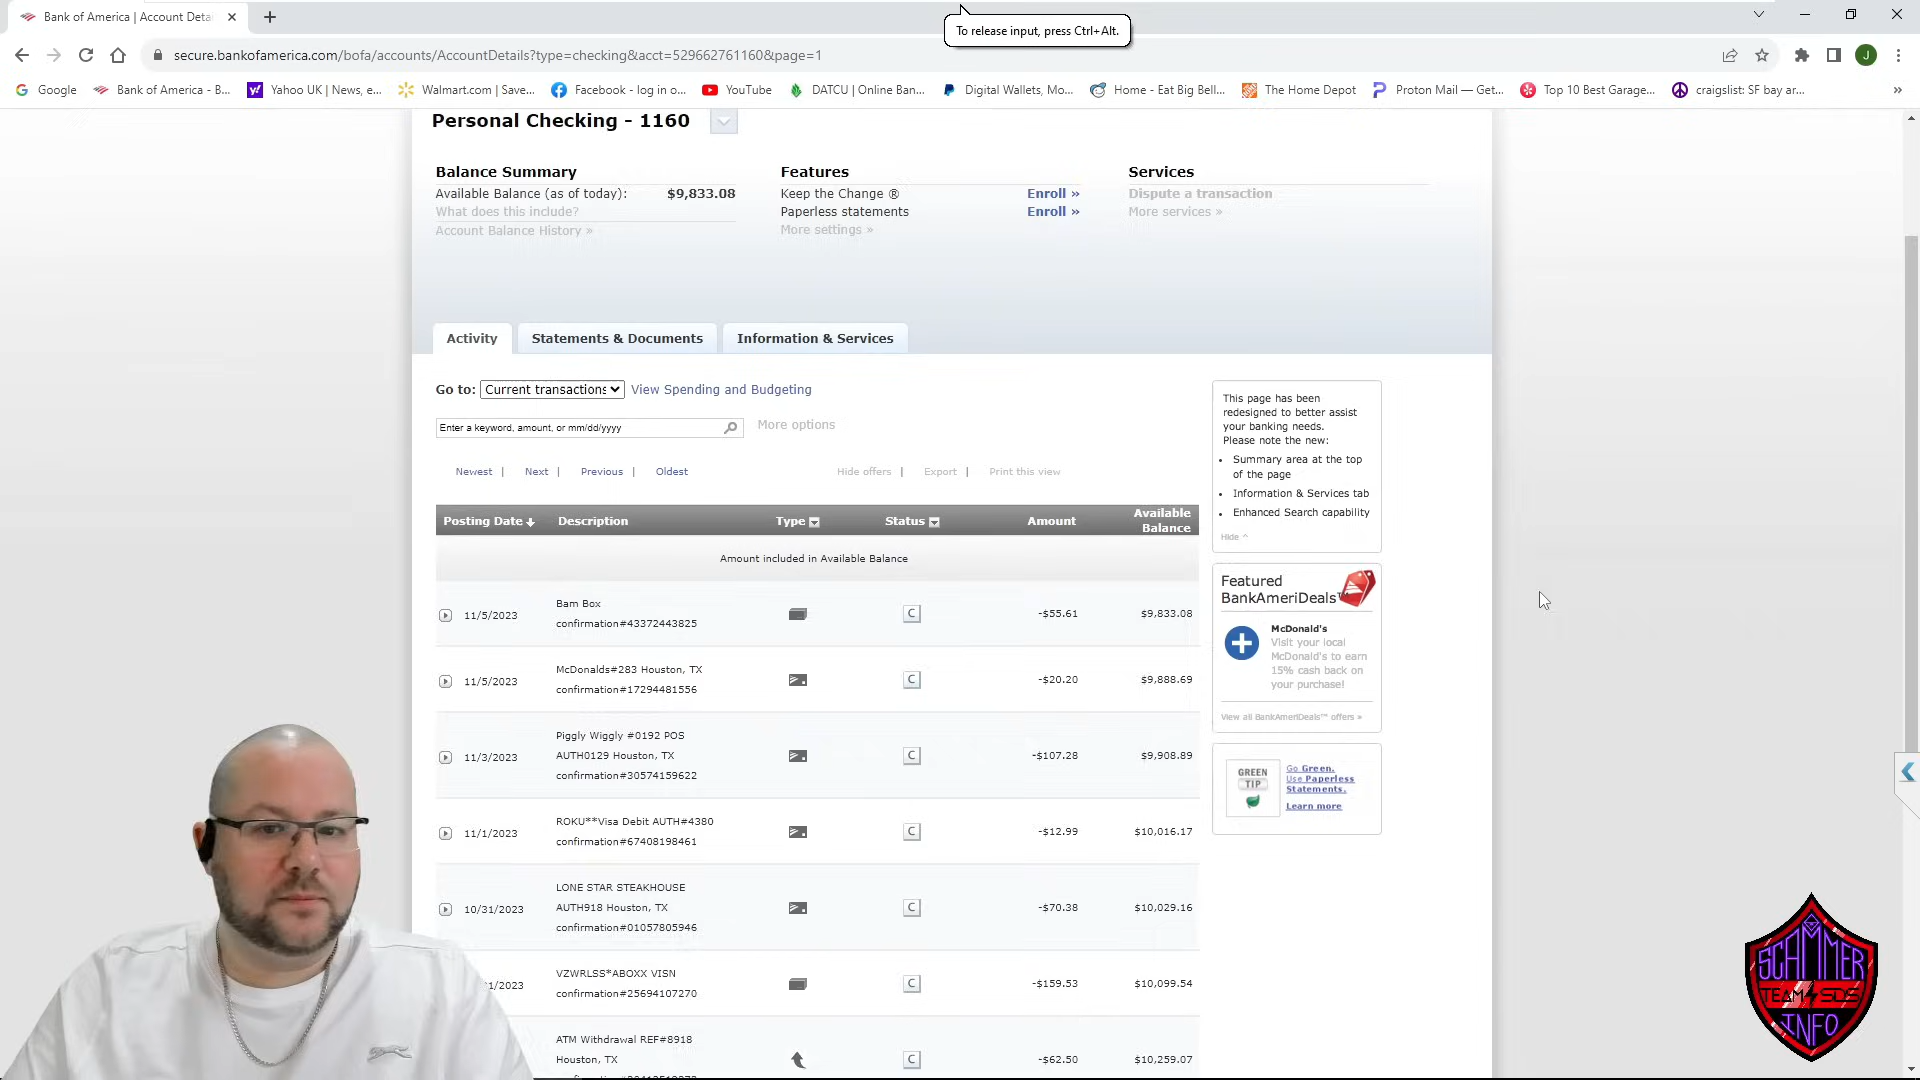 Bank of America | Account Deta
To release input, press Ctrl+Alt.
secure.bankofamerica.com/bofa/accounts/AccountDetails?type=checking&acct=529662761160&page=1
J
Google
Bank of America - B...
Yahoo UK | News, e...
Walmart.com | Save...
Facebook - log in o...
YouTube
DATCU | Online Ban...
Digital Wallets, Mo...
Home - Eat Big Bell...
The Home Depot
Proton Mail — Get...
Top 10 Best Garage...
craigslist: SF bay ar...
»
Personal Checking - 1160
Balance Summary
Available Balance (as of today): $9,833.08
What does this include?
Account Balance History »
Features
Keep the Change ® Enroll »
Paperless statements Enroll »
More settings »
Services
Dispute a transaction
More services »
Activity
Statements & Documents
Information & Services
Go to: Current transactions View Spending and Budgeting
Enter a keyword, amount, or mm/dd/yyyy
More options
Newest | Next | Previous | Oldest
Hide offers | Export | Print this view
Posting Date Description Type Status Amount Available Balance
Amount included in Available Balance
11/5/2023 Bam Box C -$55.61 $9,833.08
confirmation#43372443825
11/5/2023 McDonalds#283 Houston, TX C -$20.20 $9,888.69
confirmation#17294481556
Piggly Wiggly #0192 POS
11/3/2023 AUTH0129 Houston, TX C -$107.28 $9,908.89
confirmation#30574159622
11/1/2023 ROKU**Visa Debit AUTH#4380 C -$12.99 $10,016.17
confirmation#67408198461
LONE STAR STEAKHOUSE
10/31/2023 AUTH918 Houston, TX C -$70.38 $10,029.16
confirmation#01057805946
1/2023 VZWRLSS*ABOXX VISN C -$159.53 $10,099.54
confirmation#25694107270
ATM Withdrawal REF#8918
Houston, TX C -$62.50 $10,259.07
This page has been
redesigned to better assist
your banking needs.
Please note the new:
• Summary area at the top
of the page
• Information & Services tab
• Enhanced Search capability
Hide ^
Featured
BankAmeriDeals™
McDonald's
Visit your local
McDonald's to earn
15% cash back on
your purchase!
View all BankAmeriDeals™ offers »
GREEN
TIP
Go Green.
Use Paperless
Statements.
Learn more
SCAMMER
TEAM SDS
INFO